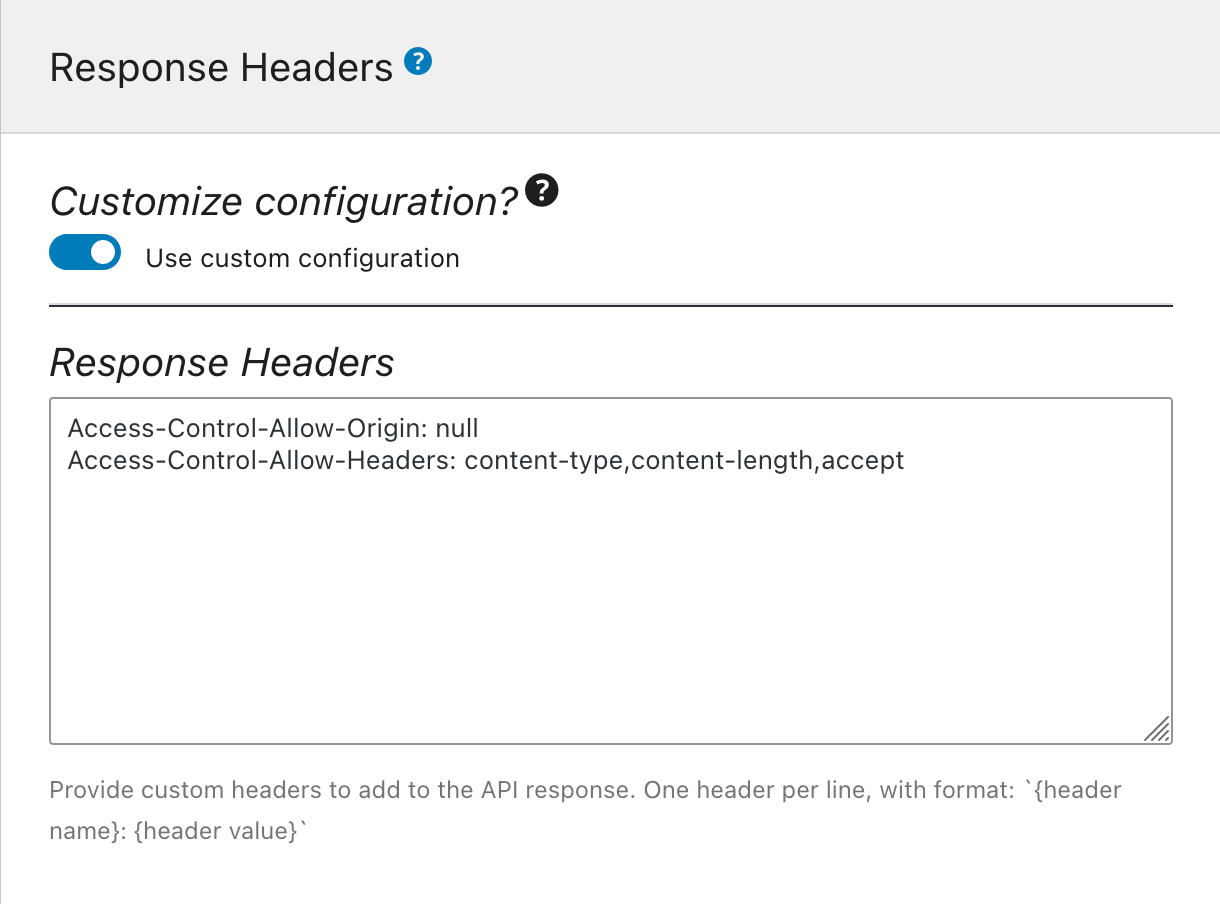 Response Headers ?
Customize configuration? ?
Use custom configuration
Response Headers
Access-Control-Allow-Origin: null
Access-Control-Allow-Headers: content-type,content-length,accept
Provide custom headers to add to the API response. One header per line, with format: `{header
name}: {header value}`